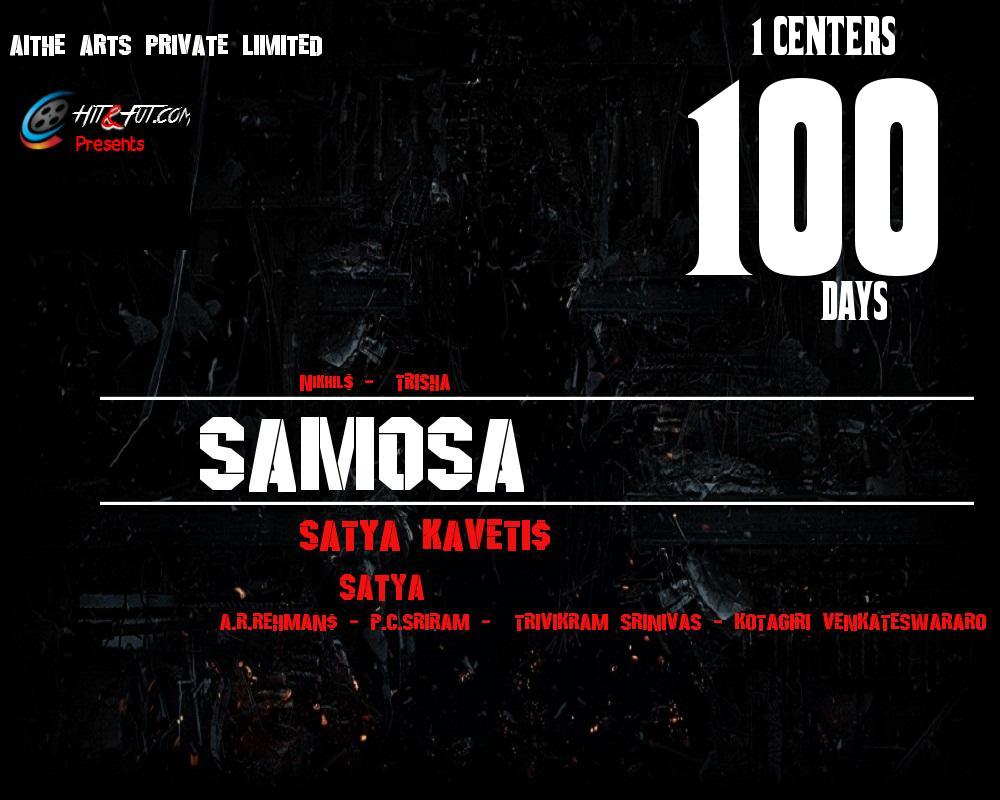 AITHE ARTS PRIVATE LIIMITED
HIT&FUT.COM
Presents
1 CENTERS
100
DAYS
NIKHIL$ - TRISHA
SAMOSA
SATYA KAVETI$
SATYA
A.R.REHMAN$ - P.C.SRIRAM - TRIVIKRAM SRINIVAS - KOTAGIRI VENKATESWARARO